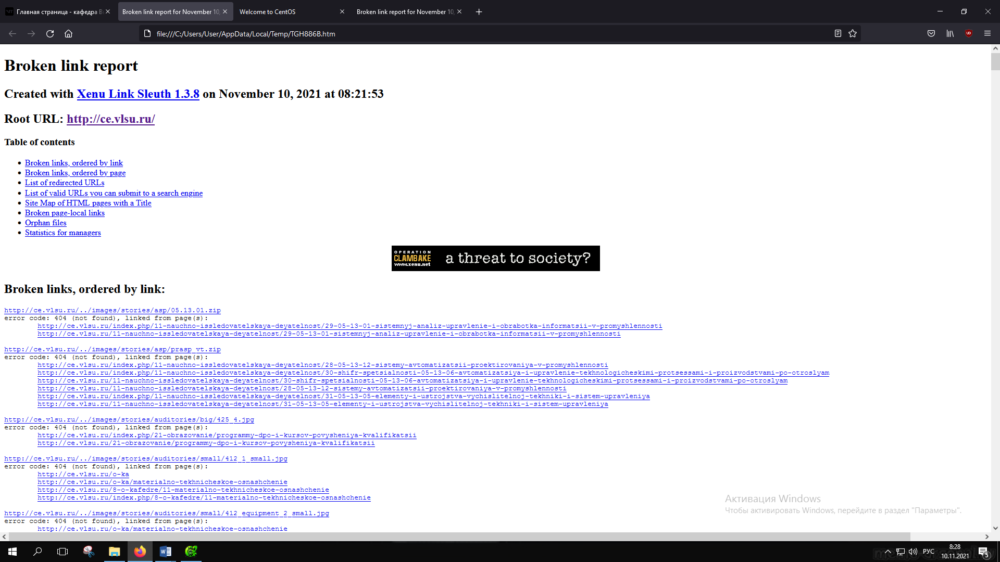 Главная страница - кафедра В
Broken link report for November 10,
Welcome to CentOS
Broken link report for November 10,
file:///C:/Users/User/AppData/Local/Temp/TGH886B.htm
Broken link report
Created with Xenu Link Sleuth 1.3.8 on November 10, 2021 at 08:21:53
Root URL: http://ce.vlsu.ru/
Table of contents
Broken links, ordered by link
Broken links, ordered by page
List of redirected URLs
List of valid URLs you can submit to a search engine
Site Map of HTML pages with a Title
Broken page-local links
Orphan files
Statistics for managers
OPERATION
CLAMBAKE
www.xenu.net
a threat to society?
Broken links, ordered by link:
http://ce.vlsu.ru/../images/stories/asp/05.13.01.zip
error code: 404 (not found), linked from page(s):
http://ce.vlsu.ru/index.php/11-nauchno-issledovatelskaya-deyatelnost/29-05-13-01-sistemnyj-analiz-upravlenie-i-obrabotka-informatsii-v-promyshlennosti
http://ce.vlsu.ru/11-nauchno-issledovatelskaya-deyatelnost/29-05-13-01-sistemnyj-analiz-upravlenie-i-obrabotka-informatsii-v-promyshlennosti
http://ce.vlsu.ru/../images/stories/asp/prasp_vt.zip
error code: 404 (not found), linked from page(s):
http://ce.vlsu.ru/index.php/11-nauchno-issledovatelskaya-deyatelnost/28-05-13-12-sistemy-avtomatizatsii-proektirovaniya-v-promyshlennosti
http://ce.vlsu.ru/index.php/11-nauchno-issledovatelskaya-deyatelnost/30-shifr-spetsialnosti-05-13-06-avtomatizatsiya-i-upravlenie-tekhnologicheskimi-protsessami-i-proizvodstvami-po-otroslyam
http://ce.vlsu.ru/11-nauchno-issledovatelskaya-deyatelnost/30-shifr-spetsialnosti-05-13-06-avtomatizatsiya-i-upravlenie-tekhnologicheskimi-protsessami-i-proizvodstvami-po-otroslyam
http://ce.vlsu.ru/11-nauchno-issledovatelskaya-deyatelnost/28-05-13-12-sistemy-avtomatizatsii-proektirovaniya-v-promyshlennosti
http://ce.vlsu.ru/index.php/11-nauchno-issledovatelskaya-deyatelnost/31-05-13-05-elementy-i-ustrojstva-vychislitelnoj-tekhniki-i-sistem-upravleniya
http://ce.vlsu.ru/11-nauchno-issledovatelskaya-deyatelnost/31-05-13-05-elementy-i-ustrojstva-vychislitelnoj-tekhniki-i-sistem-upravleniya
http://ce.vlsu.ru/../images/stories/auditories/big/425_4.jpg
error code: 404 (not found), linked from page(s):
http://ce.vlsu.ru/index.php/21-obrazovanie/programmy-dpo-i-kursov-povysheniya-kvalifikatsii
http://ce.vlsu.ru/21-obrazovanie/programmy-dpo-i-kursov-povysheniya-kvalifikatsii
http://ce.vlsu.ru/../images/stories/auditories/small/412_1_small.jpg
error code: 404 (not found), linked from page(s):
http://ce.vlsu.ru/o-ka
http://ce.vlsu.ru/o-ka/materialno-tekhnicheskoe-osnashchenie
http://ce.vlsu.ru/8-o-kafedre/11-materialno-tekhnicheskoe-osnashchenie
http://ce.vlsu.ru/index.php/8-o-kafedre/11-materialno-tekhnicheskoe-osnashchenie
http://ce.vlsu.ru/../images/stories/auditories/small/412_equipment_2_small.jpg
error code: 404 (not found), linked from page(s):
http://ce.vlsu.ru/o-ka/materialno-tekhnicheskoe-osnashchenie
Активация Windows
Чтобы активировать Windows, перейдите в раздел "Параметры".
РУС
8:28
10.11.2021
5